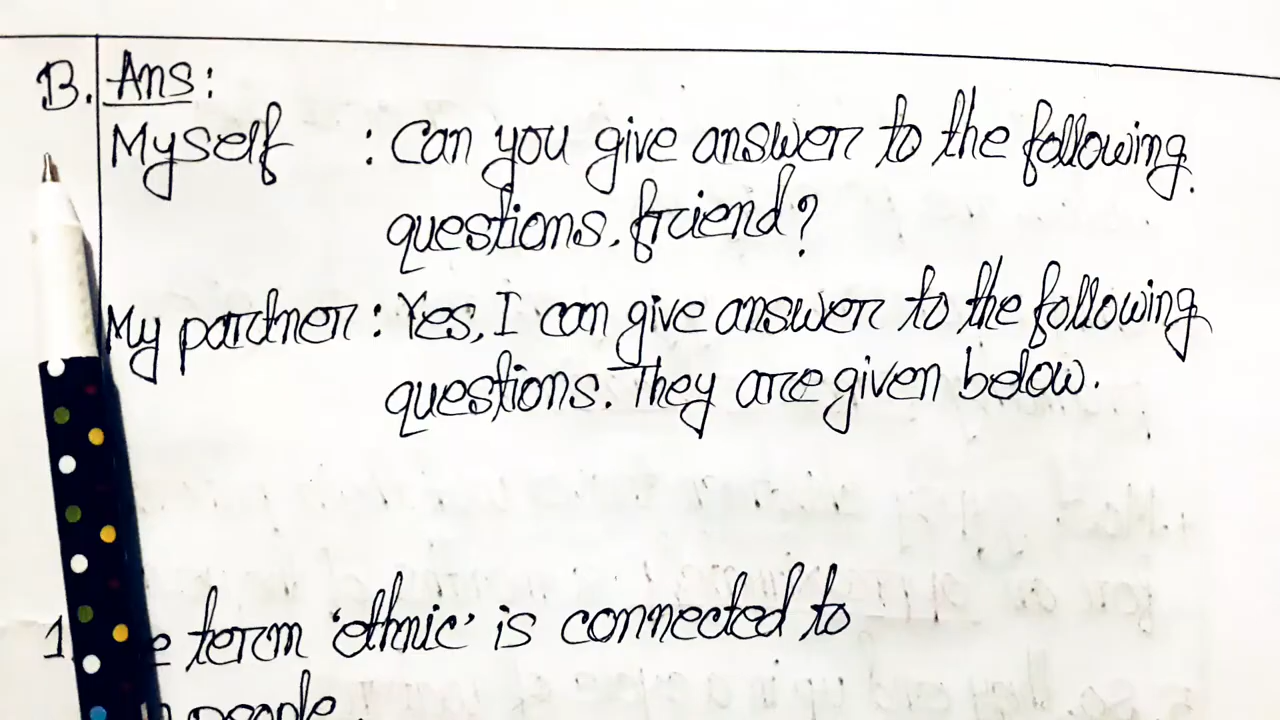 B. Ans:
Myself : Can you give answer to the following
questions, friend?
My partner : Yes, I can give answer to the following
questions. They are given below.
1. term 'ethnic' is connected to
people.